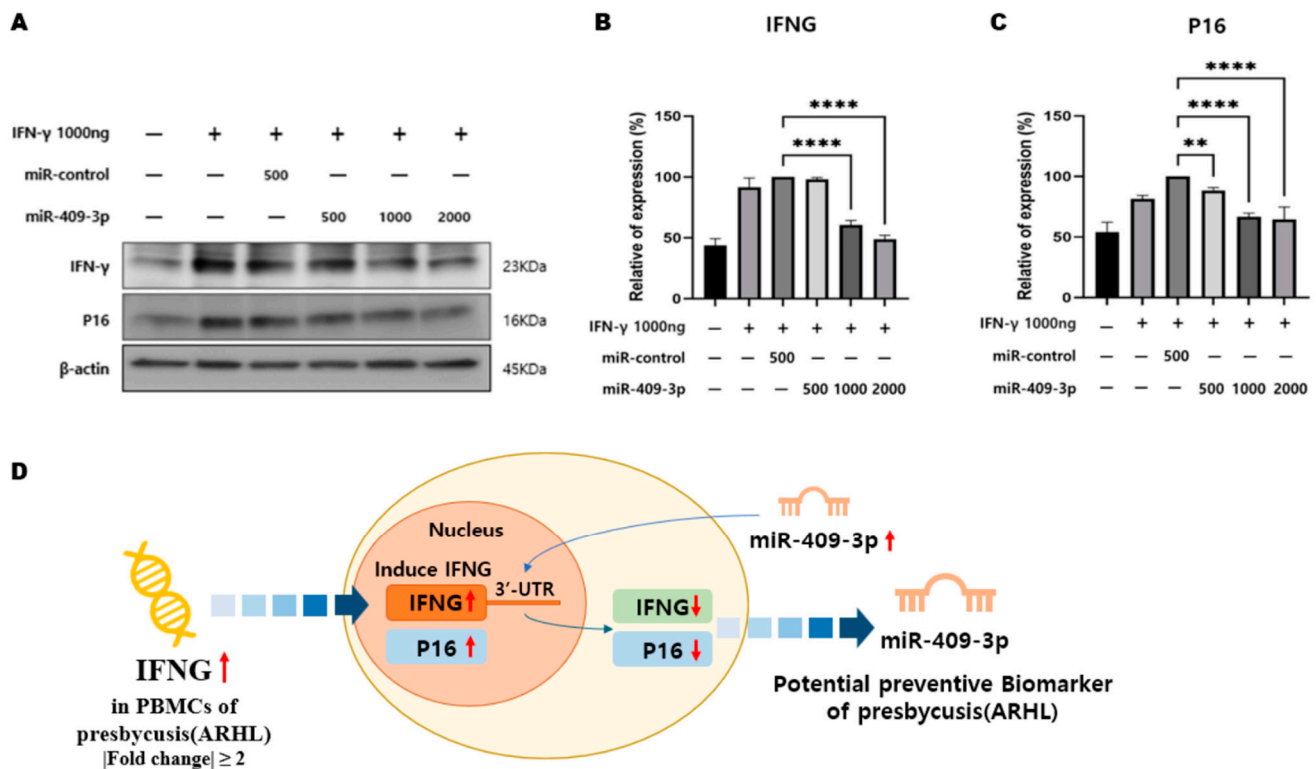 A
IFN-γ 1000ng — + + + + +
miR-control — — 500 — — —
miR-409-3p — — — 500 1000 2000
IFN-γ 23KDa
P16 16KDa
β-actin 45KDa
B
IFNG
Relative of expression (%)
150
100
50
0
****
****
IFN-γ 1000ng — + + + + +
miR-control — — 500 — — —
miR-409-3p — — — 500 1000 2000
C
P16
Relative of expression (%)
150
100
50
0
****
****
**
IFN-γ 1000ng — + + + + +
miR-control — — 500 — — —
miR-409-3p — — — 500 1000 2000
D
IFNG↑
in PBMCs of
presbycusis(ARHL)
|Fold change| ≥ 2
Nucleus
Induce IFNG
IFNG↑
3’-UTR
P16↑
IFNG↓
P16↓
miR-409-3p↑
miR-409-3p
Potential preventive Biomarker
of presbycusis(ARHL)